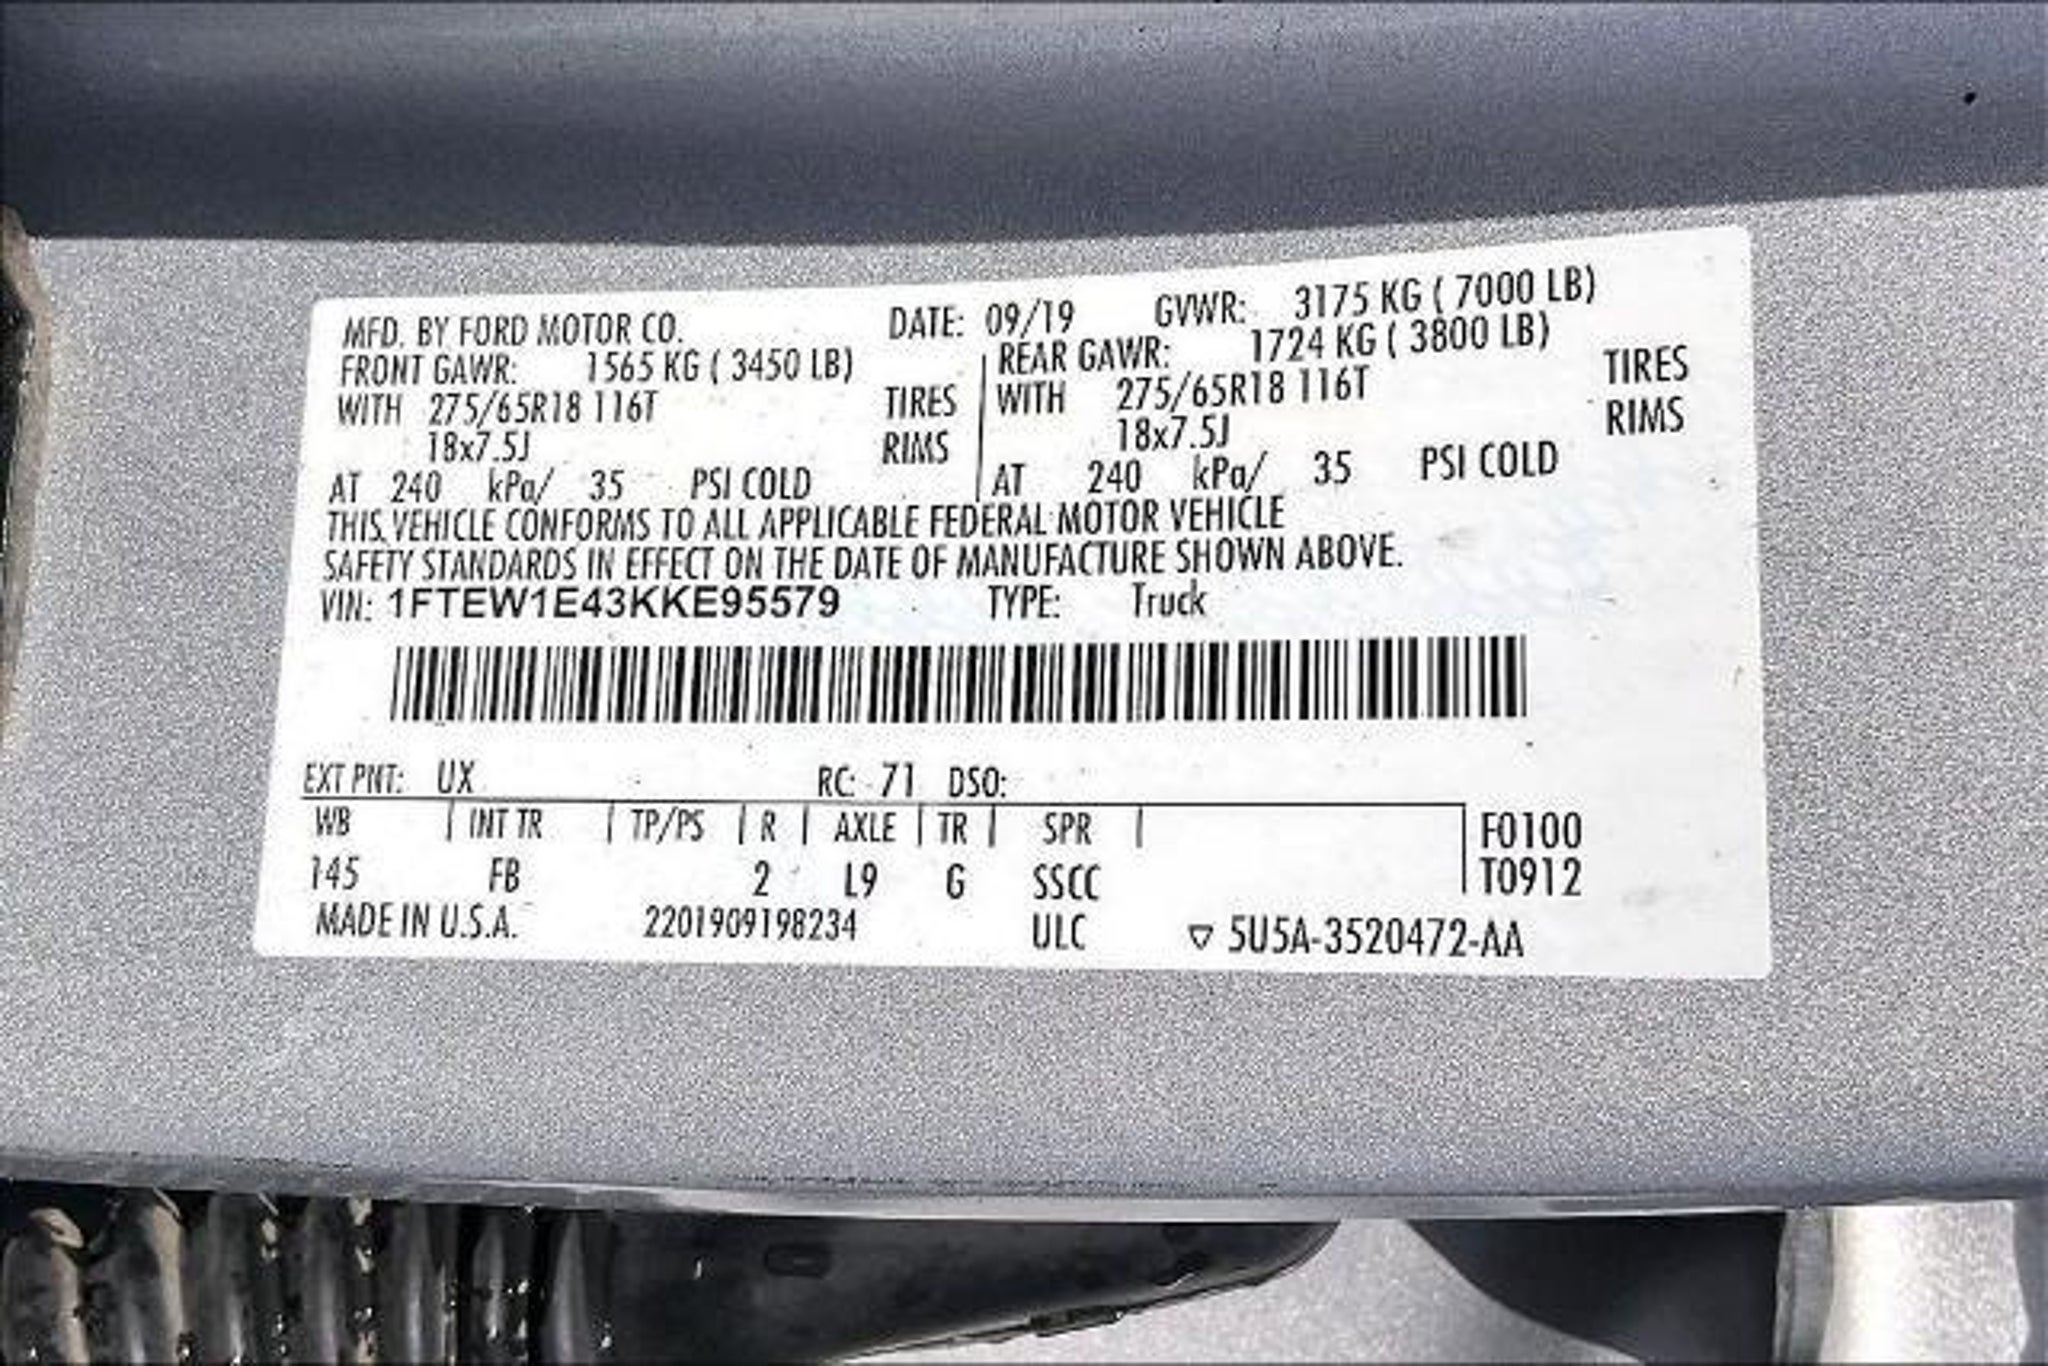 MFD. BY FORD MOTOR CO. DATE: 09/19 GVWR: 3175 KG ( 7000 LB)
FRONT GAWR: 1565 KG ( 3450 LB) REAR GAWR: 1724 KG ( 3800 LB)
WITH 275/65R18 116T TIRES WITH 275/65R18 116T TIRES
18x7.5J RIMS 18x7.5J RIMS
AT 240 kPa/ 35 PSI COLD AT 240 kPa/ 35 PSI COLD
THIS VEHICLE CONFORMS TO ALL APPLICABLE FEDERAL MOTOR VEHICLE
SAFETY STANDARDS IN EFFECT ON THE DATE OF MANUFACTURE SHOWN ABOVE.
VIN: 1FTEW1E43KKE95579 TYPE: Truck
EXT PNT: UX RC: 71 DSO:
WB INT TR TP/PS R AXLE TR SPR F0100
145 FB 2 L9 G SSCC T0912
MADE IN U.S.A. 2201909198234 ULC ▽ 5U5A-3520472-AA